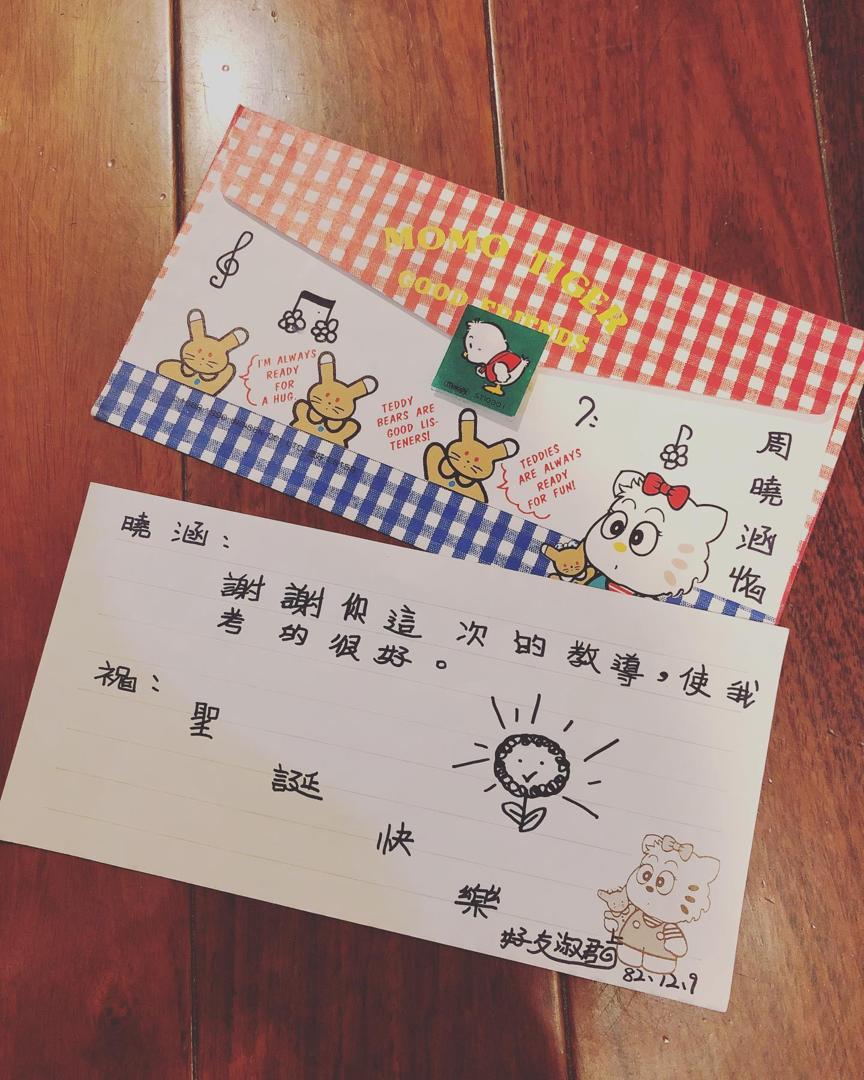 MOMO TIGER
GOOD FRIENDS
I'M ALWAYS
READY
FOR
A HUG.
TEDDY
BEARS ARE
GOOD LIS-
TENERS!
TEDDIES
ARE ALWAYS
READY
FOR FUN!
周曉涵
曉涵：
謝謝你這次的教導，使我
考的很好。
祝：
聖
誕
快
樂
好友淑君
82、12、9